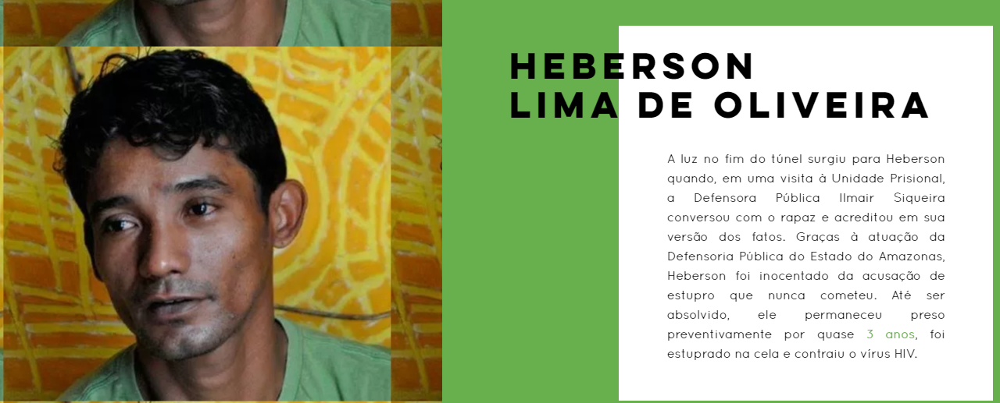 HEBERSON
LIMA DE OLIVEIRA
A luz no fim do túnel surgiu para Heberson
quando, em uma visita à Unidade Prisional,
a Defensora Pública Ilmair Siqueira
conversou com o rapaz e acreditou em sua
versão dos fatos. Graças à atuação da
Defensoria Pública do Estado do Amazonas,
Heberson foi inocentado da acusação de
estupro que nunca cometeu. Até ser
absolvido, ele permaneceu preso
preventivamente por quase 3 anos, foi
estuprado na cela e contraiu o vírus HIV.